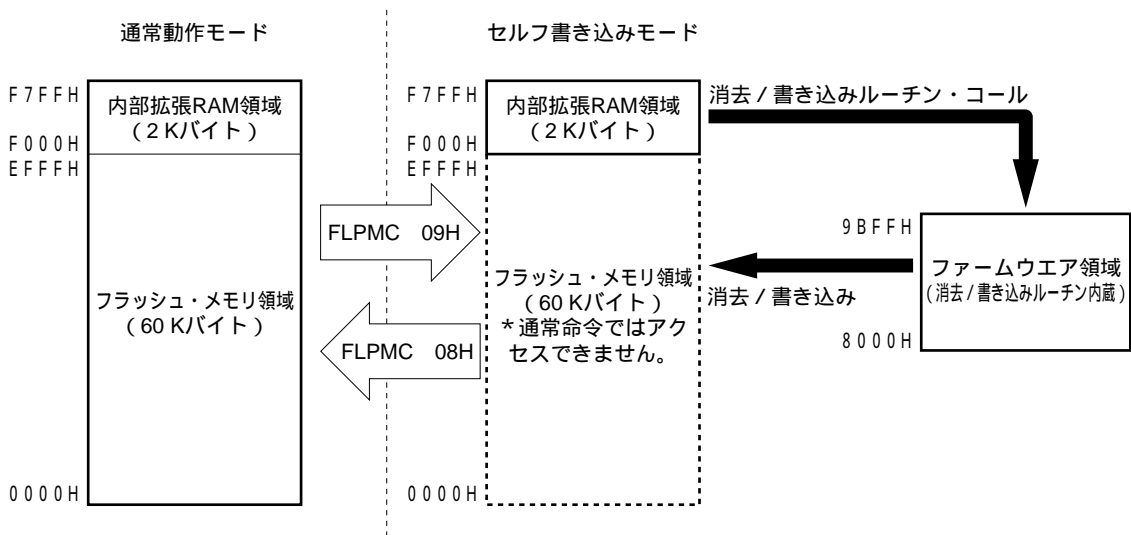 通常動作モード
F7FFH
内部拡張RAM領域
（2 Kバイト）
F000H
EFFFH
フラッシュ・メモリ領域
（60 Kバイト）
0000H
FLPMC 09H
FLPMC 08H
セルフ書き込みモード
F7FFH
内部拡張RAM領域
（2 Kバイト）
F000H
EFFFH
フラッシュ・メモリ領域
（60 Kバイト）
*通常命令ではアク
セスできません。
0000H
消去／書き込みルーチン・コール
消去／書き込み
9BFFH
ファームウエア領域
（消去／書き込みルーチン内蔵）
8000H